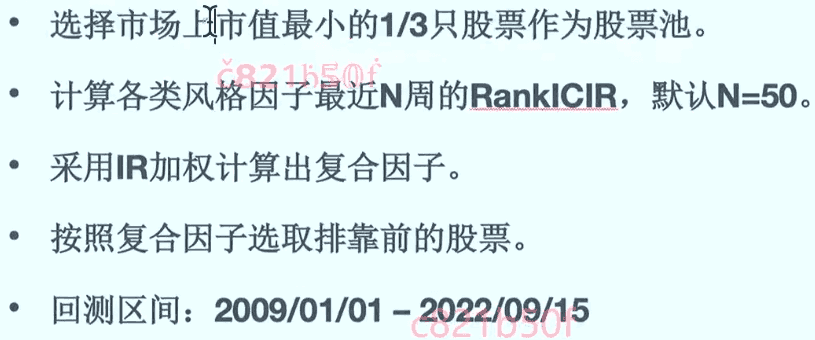 • 选择市场上市值最小的1/3只股票作为股票池。
č821b50f
• 计算各类风格因子最近N周的RankICIR，默认N=50。
• 采用IR加权计算出复合因子。
• 按照复合因子选取排靠前的股票。
• 回测区间：2009/01/01 – 2022/09/15
c821b50f